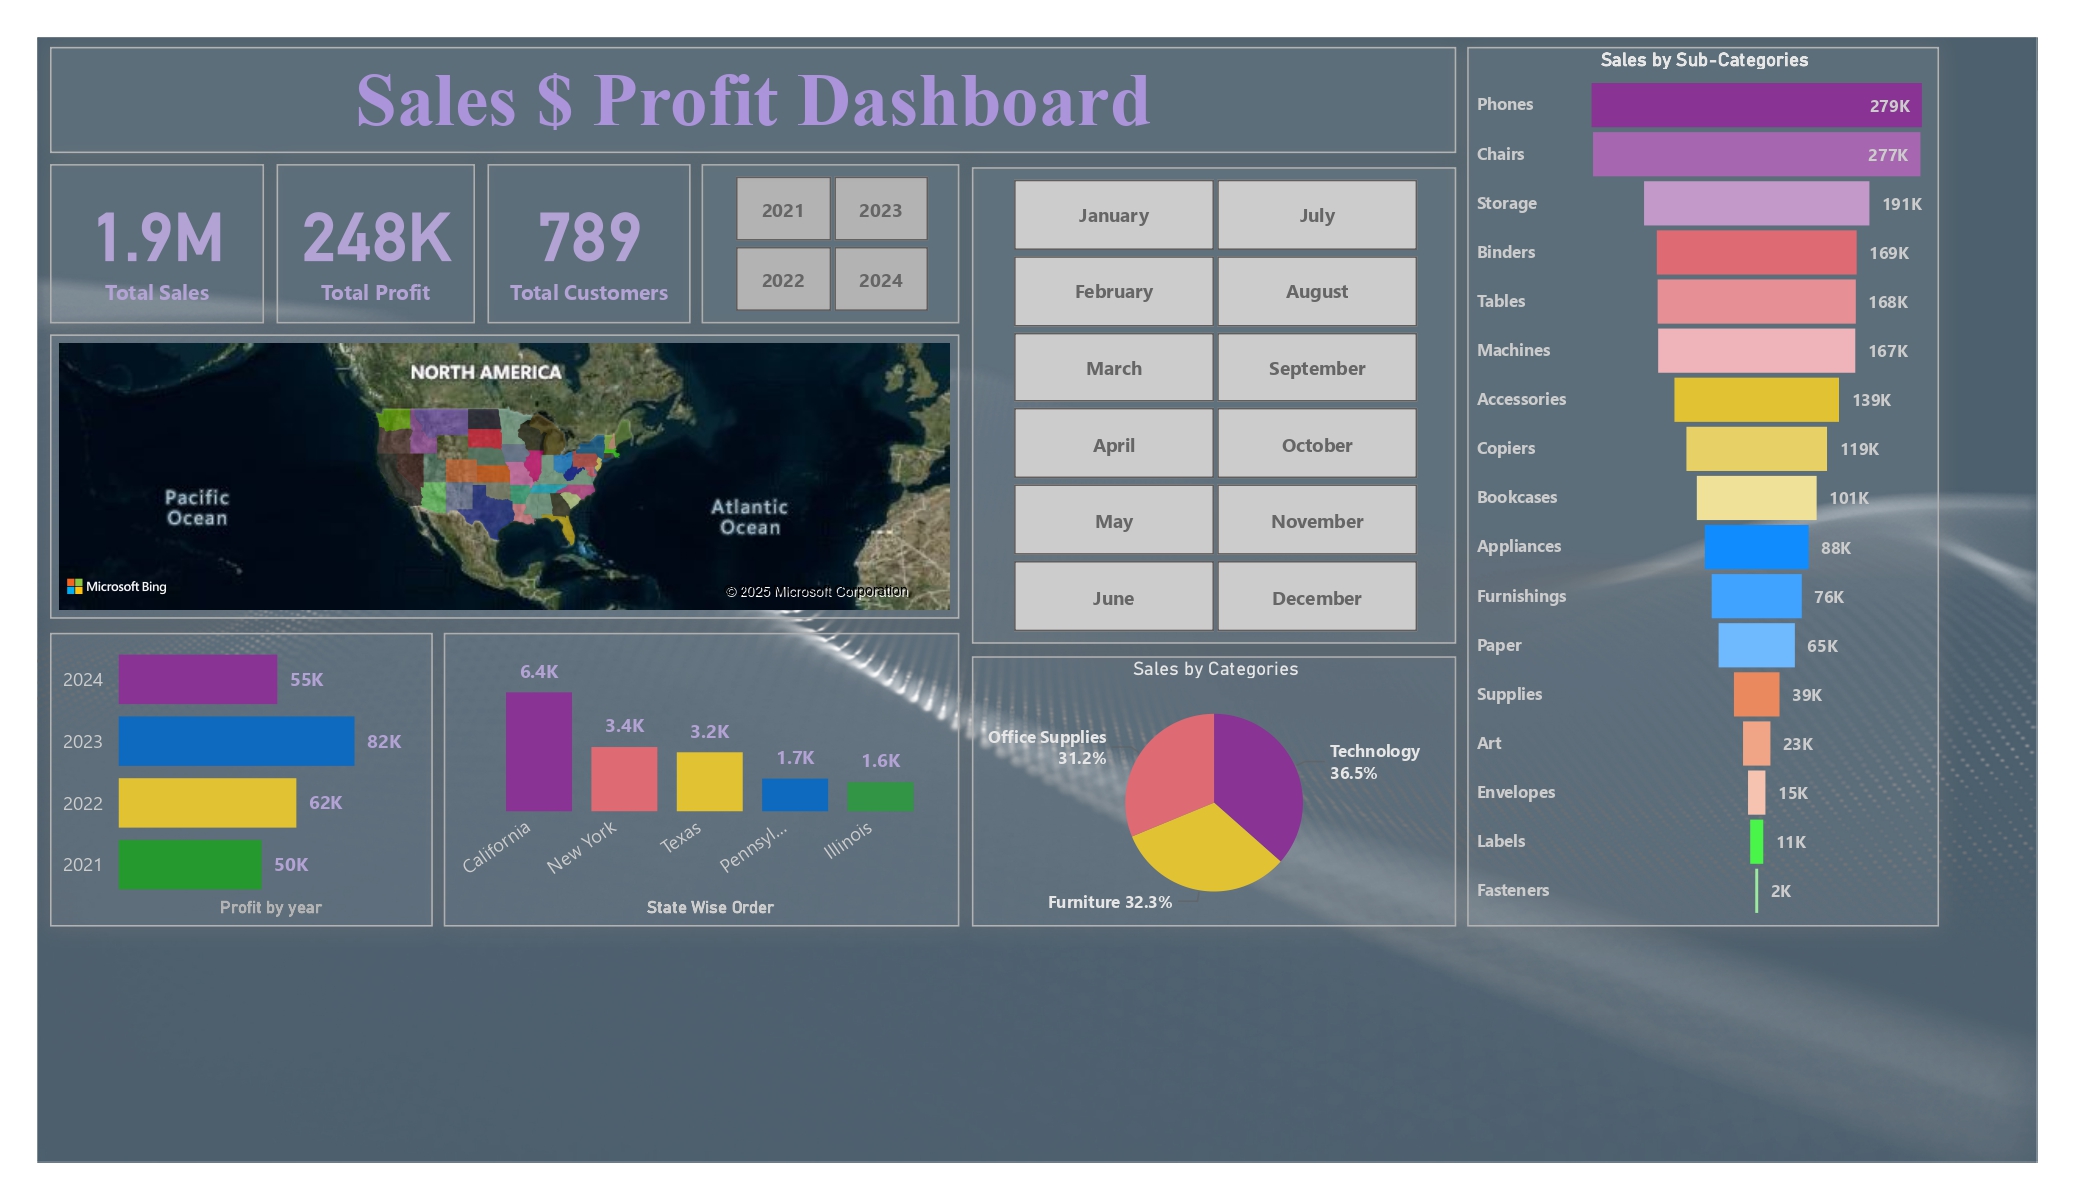 Sales $ Profit Dashboard
1.9M
Total Sales
248K
Total Profit
789
Total Customers
2021
2023
2022
2024
January
July
February
August
March
September
April
October
May
November
June
December
NORTH AMERICA
Pacific
Ocean
Atlantic
Ocean
Microsoft Bing
© 2025 Microsoft Corporation
2024
55K
2023
82K
2022
62K
2021
50K
Profit by year
6.4K
3.4K
3.2K
1.7K
1.6K
California
New York
Texas
Pennsyl...
Illinois
State Wise Order
Sales by Categories
Office Supplies
31.2%
Technology
36.5%
Furniture 32.3%
Sales by Sub-Categories
Phones
279K
Chairs
277K
Storage
191K
Binders
169K
Tables
168K
Machines
167K
Accessories
139K
Copiers
119K
Bookcases
101K
Appliances
88K
Furnishings
76K
Paper
65K
Supplies
39K
Art
23K
Envelopes
15K
Labels
11K
Fasteners
2K